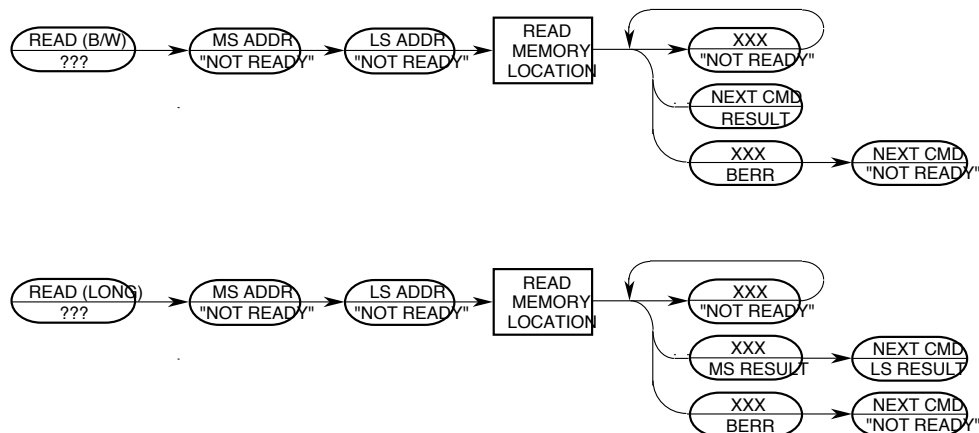 READ (B/W)
???
MS ADDR
"NOT READY"
LS ADDR
"NOT READY"
READ
MEMORY
LOCATION
XXX
"NOT READY"
NEXT CMD
RESULT
XXX
BERR
NEXT CMD
"NOT READY"
READ (LONG)
???
MS ADDR
"NOT READY"
LS ADDR
"NOT READY"
READ
MEMORY
LOCATION
XXX
"NOT READY"
XXX
MS RESULT
NEXT CMD
LS RESULT
XXX
BERR
NEXT CMD
"NOT READY"